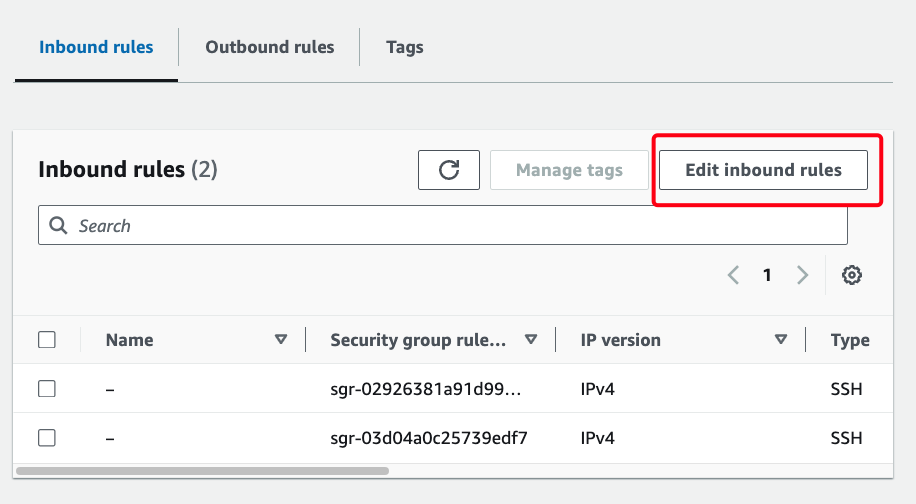 Inbound rules Outbound rules Tags
Inbound rules (2) Manage tags Edit inbound rules
Search
1
Name Security group rule... IP version Type
– sgr-02926381a91d99... IPv4 SSH
– sgr-03d04a0c25739edf7 IPv4 SSH